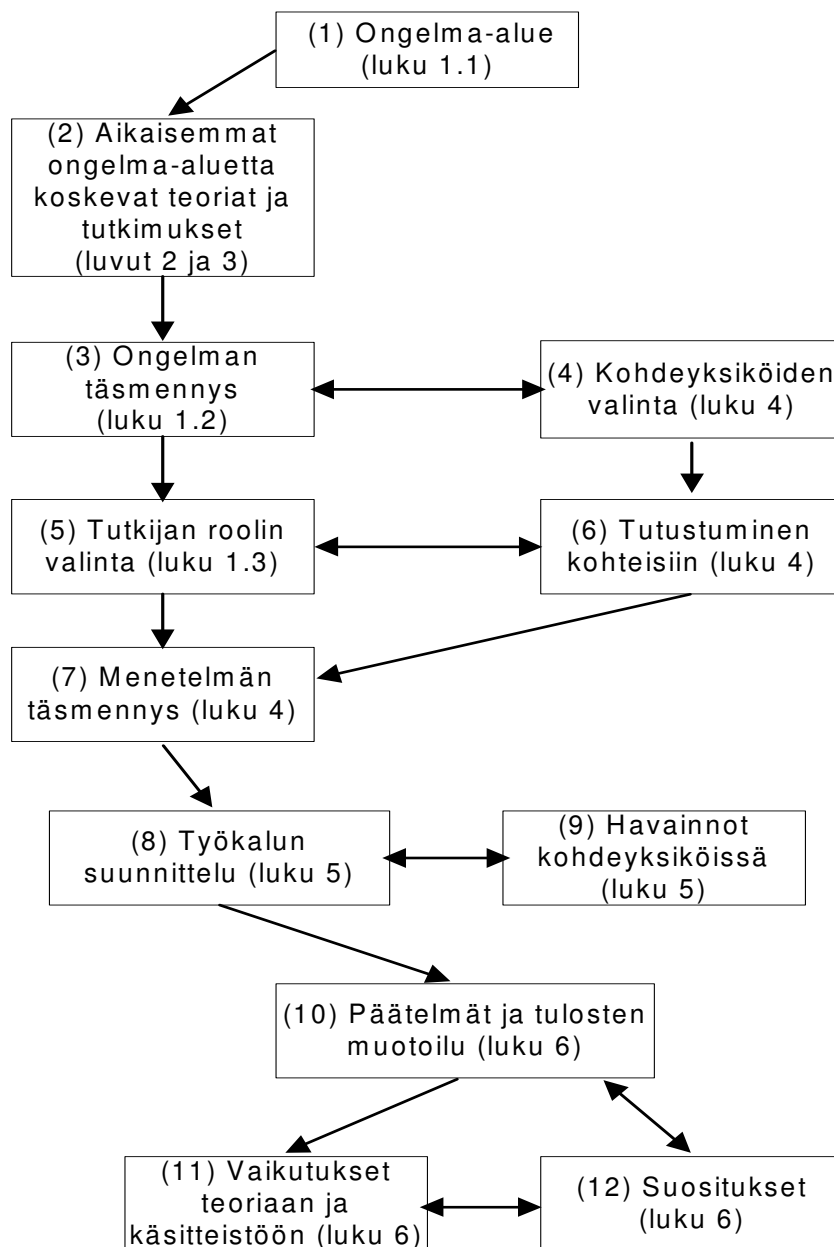 (1) Ongelma-alue
(luku 1.1)
(2) Aikaisemmat
ongelma-aluetta
koskevat teoriat ja
tutkimukset
(luvut 2 ja 3)
(3) Ongelman
täsmennys
(luku 1.2)
(4) Kohdeyksiköiden
valinta (luku 4)
(5) Tutkijan roolin
valinta (luku 1.3)
(6) Tutustuminen
kohteisiin (luku 4)
(7) Menetelmän
täsmennys (luku 4)
(8) Työkalun
suunnittelu (luku 5)
(9) Havainnot
kohdeyksiköissä
(luku 5)
(10) Päätelmät ja tulosten
muotoilu (luku 6)
(11) Vaikutukset
teoriaan ja
käsitteistöön (luku 6)
(12) Suositukset
(luku 6)